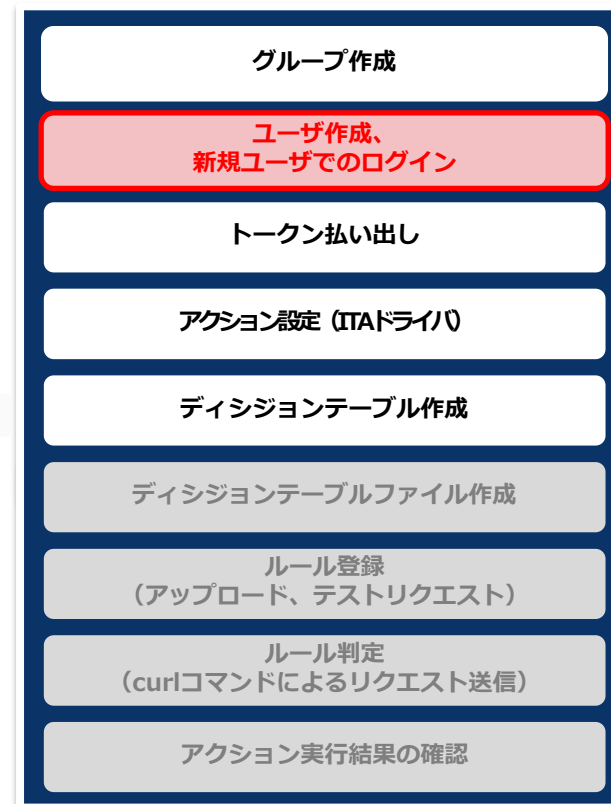 グループ作成
ユーザ作成、
新規ユーザでのログイン
トークン払い出し
アクション設定（ITAドライバ）
ディシジョンテーブル作成
ディシジョンテーブルファイル作成
ルール登録
（アップロード、テストリクエスト）
ルール判定
（curlコマンドによるリクエスト送信）
アクション実行結果の確認